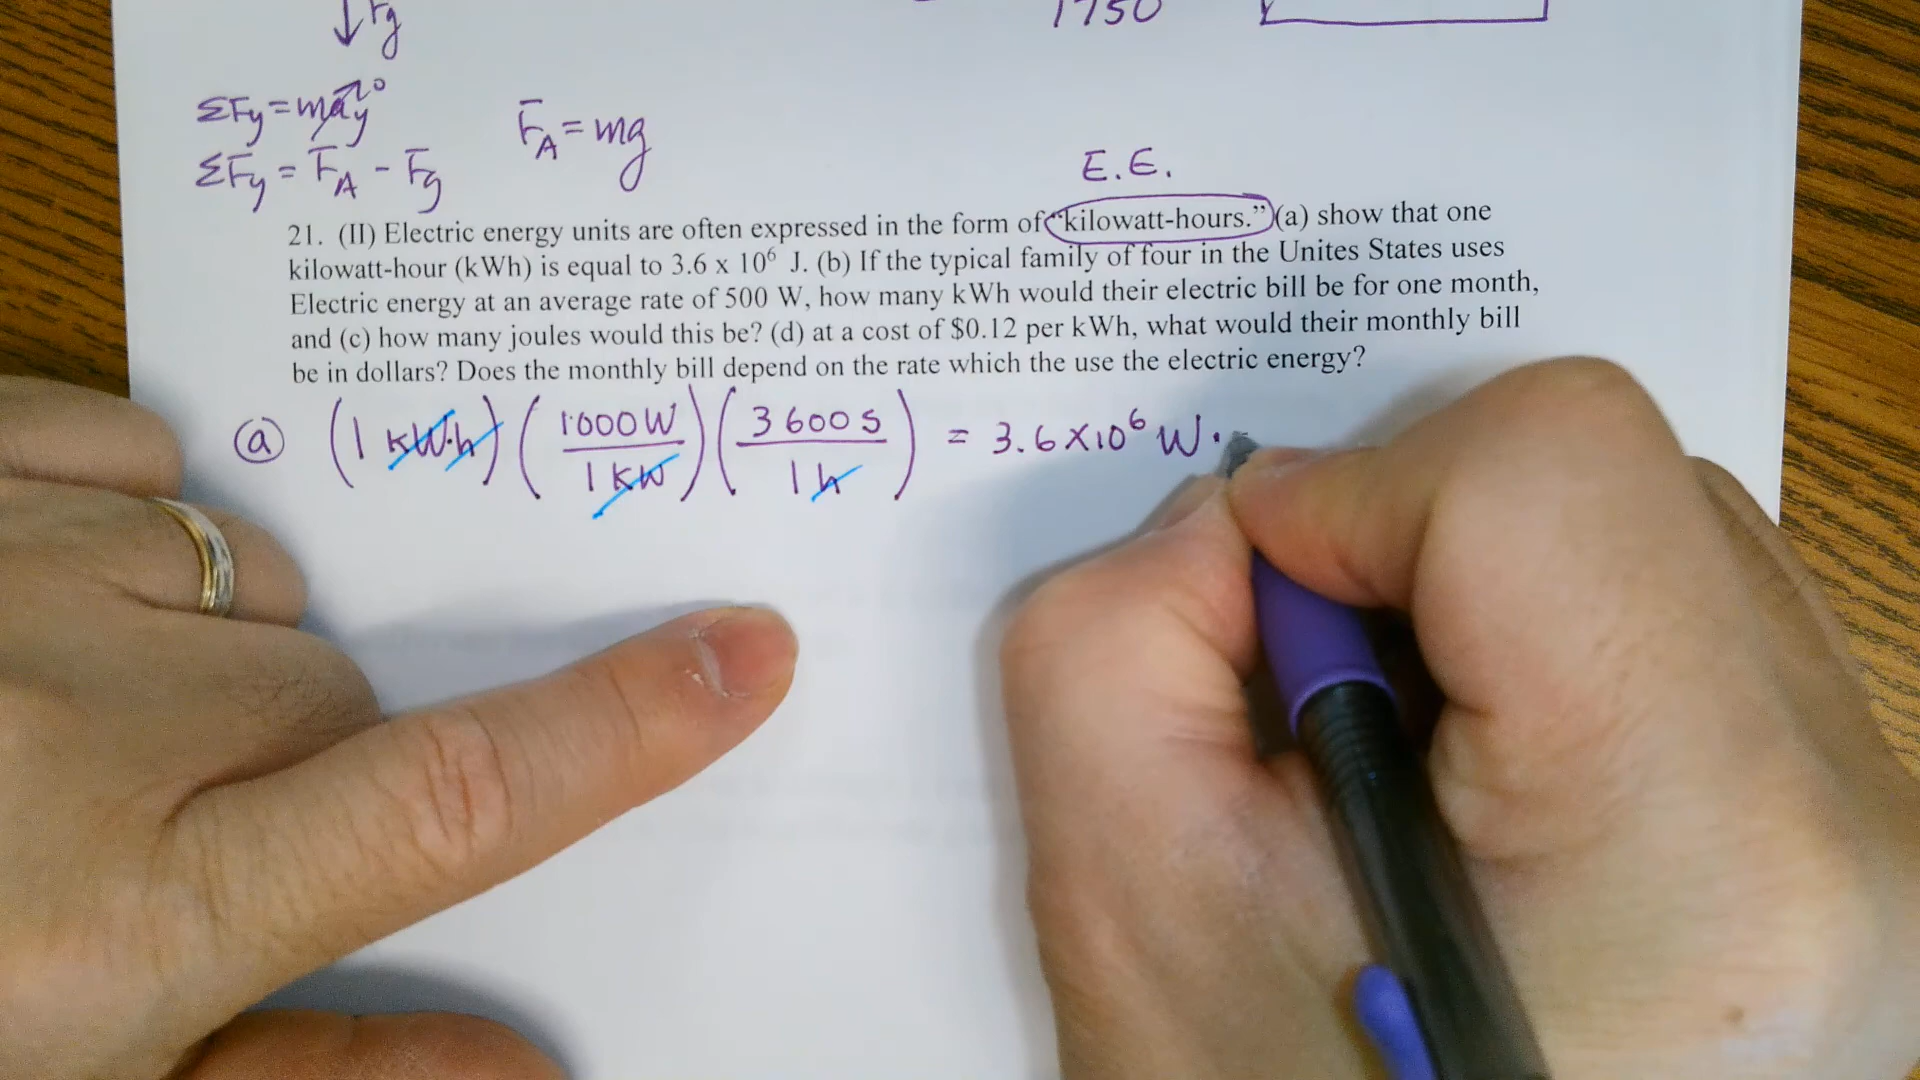 ↓Fg
1750
ΣFy = may→0
FA = mg
ΣFy = FA - Fg
E.E.
21. (II) Electric energy units are often expressed in the form of “kilowatt-hours.” (a) show that one
kilowatt-hour (kWh) is equal to 3.6 x 10⁶ J. (b) If the typical family of four in the Unites States uses
Electric energy at an average rate of 500 W, how many kWh would their electric bill be for one month,
and (c) how many joules would this be? (d) at a cost of $0.12 per kWh, what would their monthly bill
be in dollars? Does the monthly bill depend on the rate which the use the electric energy?
ⓐ (1 kW·h) (1000W / 1 kW) (3600 s / 1 h) = 3.6x10⁶ W·